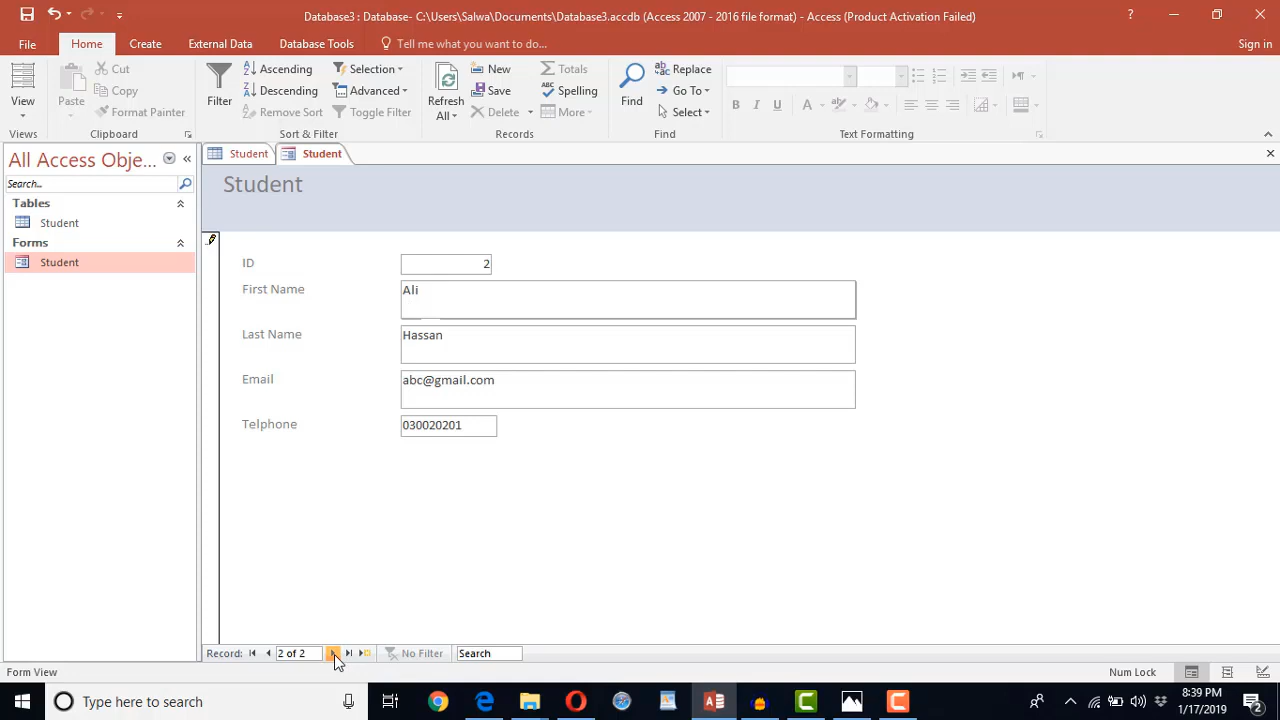 Database3 : Database- C:\Users\Salwa\Documents\Database3.accdb (Access 2007 - 2016 file format) - Access (Product Activation Failed)
?
File Home Create External Data Database Tools Tell me what you want to do... Sign in
View
Views
Paste
Cut
Copy
Format Painter
Clipboard
Filter
Ascending
Descending
Remove Sort
Selection
Advanced
Toggle Filter
Sort & Filter
Refresh
All
New
Save
Delete
Totals
Spelling
More
Records
Find
Replace
Go To
Select
Find
B I U A
Text Formatting
All Access Obje...
Search...
Tables
Student
Forms
Student
Student Student
Student
ID 2
First Name Ali
Last Name Hassan
Email abc@gmail.com
Telphone 030020201
Record: 2 of 2 No Filter Search
Form View Num Lock
Type here to search
8:39 PM
1/17/2019
2